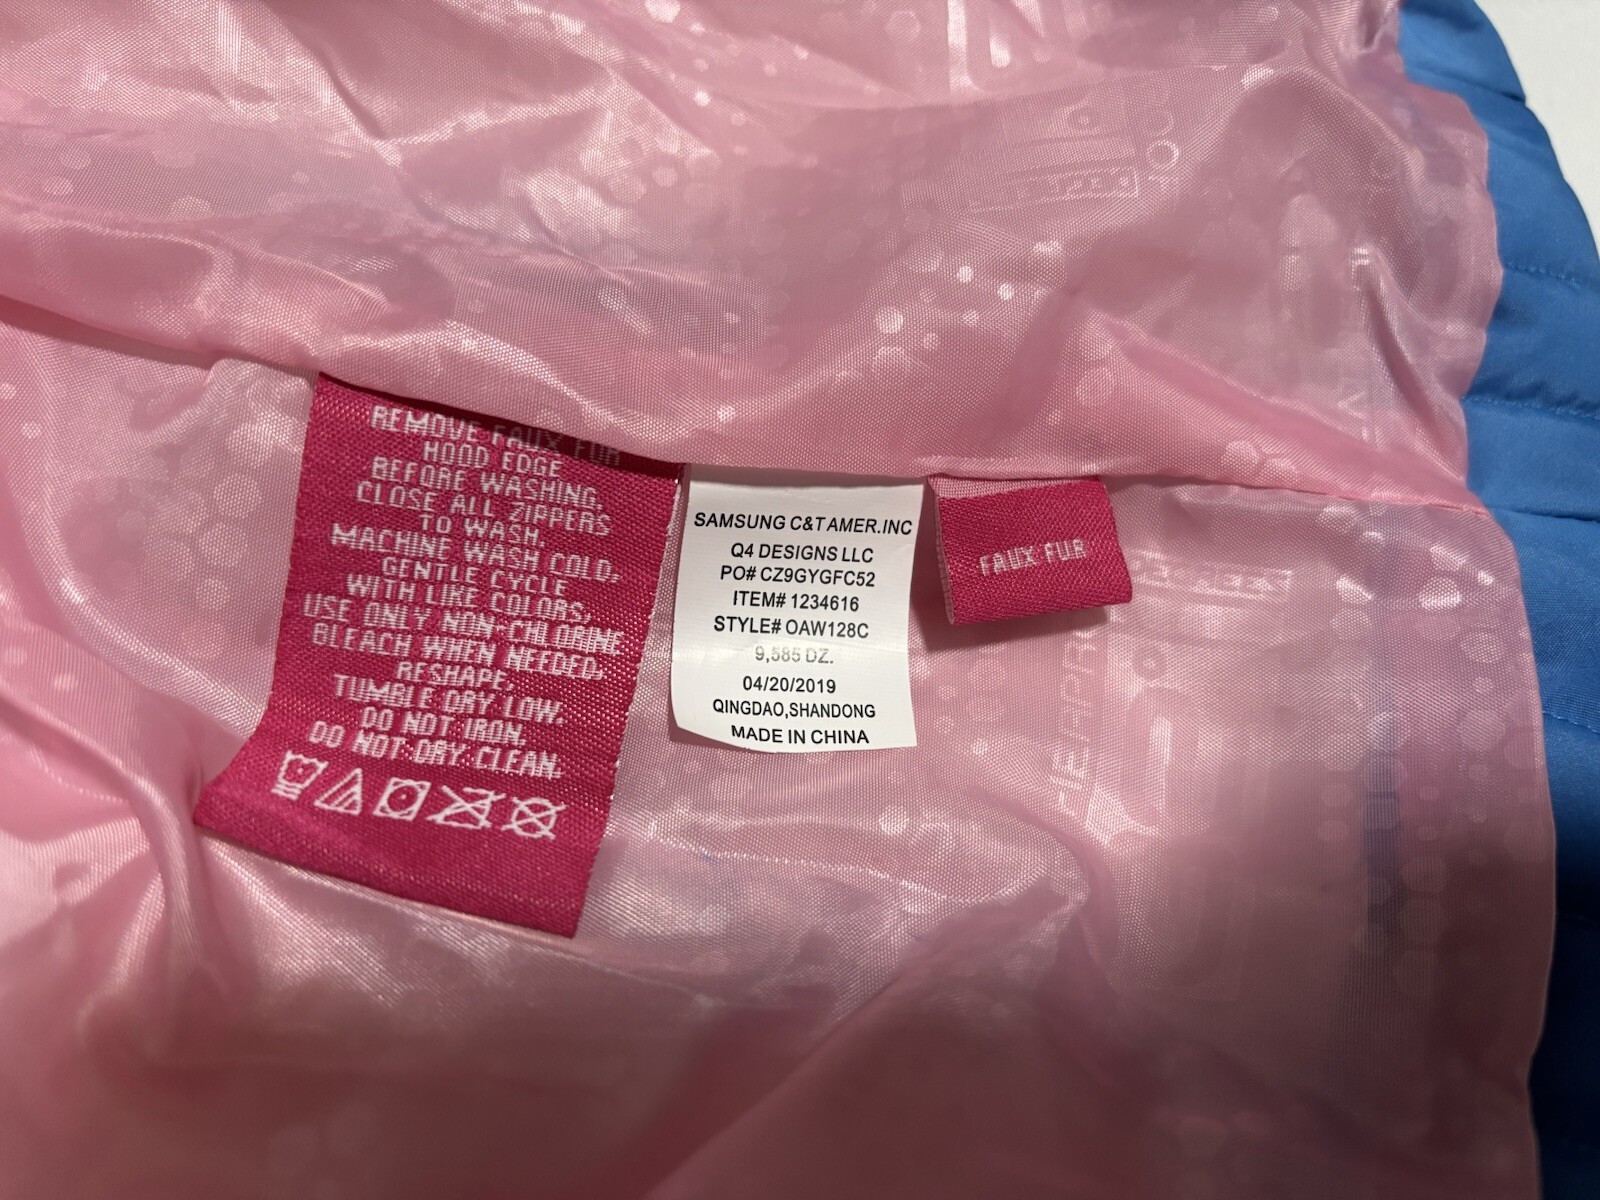 REMOVE FAUX FUR
HOOD EDGE
BEFORE WASHING.
CLOSE ALL ZIPPERS
TO WASH.
MACHINE WASH COLD,
GENTLE CYCLE
WITH LIKE COLORS,
USE ONLY NON-CHLORINE
BLEACH WHEN NEEDED.
RESHAPE,
TUMBLE DRY LOW.
DO NOT IRON.
DO NOT DRY CLEAN.
SAMSUNG C&T AMER.INC
Q4 DESIGNS LLC
PO# CZ9GYGFC52
ITEM# 1234616
STYLE# OAW128C
9,585 DZ.
04/20/2019
QINGDAO,SHANDONG
MADE IN CHINA
FAUX FUR